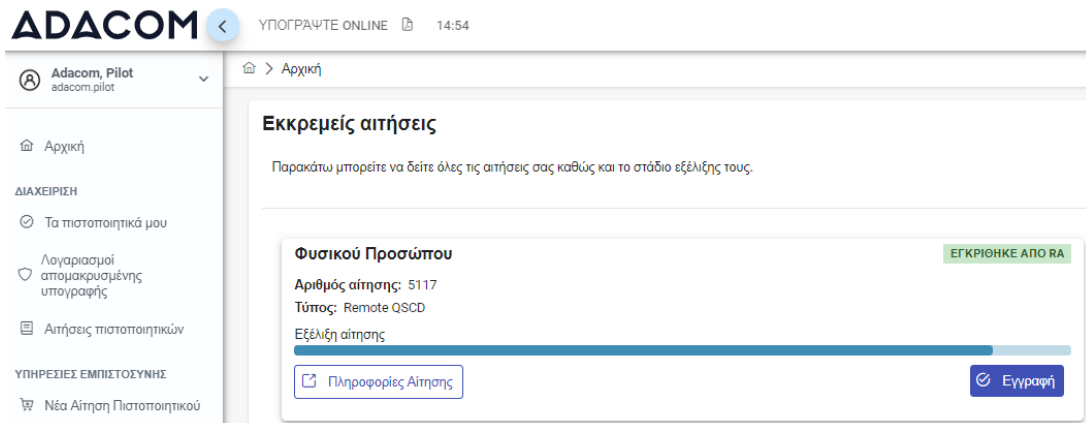 ADACOM
ΥΠΟΓΡΑΨΤΕ ONLINE 14:54
Adacom, Pilot
adacom.pilot
Αρχική
ΔΙΑΧΕΙΡΙΣΗ
Τα πιστοποιητικά μου
Λογαριασμοί
απομακρυσμένης
υπογραφής
Αιτήσεις πιστοποιητικών
ΥΠΗΡΕΣΙΕΣ ΕΜΠΙΣΤΟΣΥΝΗΣ
Νέα Αίτηση Πιστοποιητικού
> Αρχική
Εκκρεμείς αιτήσεις
Παρακάτω μπορείτε να δείτε όλες τις αιτήσεις σας καθώς και το στάδιο εξέλιξης τους.
Φυσικού Προσώπου
ΕΓΚΡΙΘΗΚΕ ΑΠΟ RA
Αριθμός αίτησης: 5117
Τύπος: Remote QSCD
Εξέλιξη αίτησης
Πληροφορίες Αίτησης
Εγγραφή